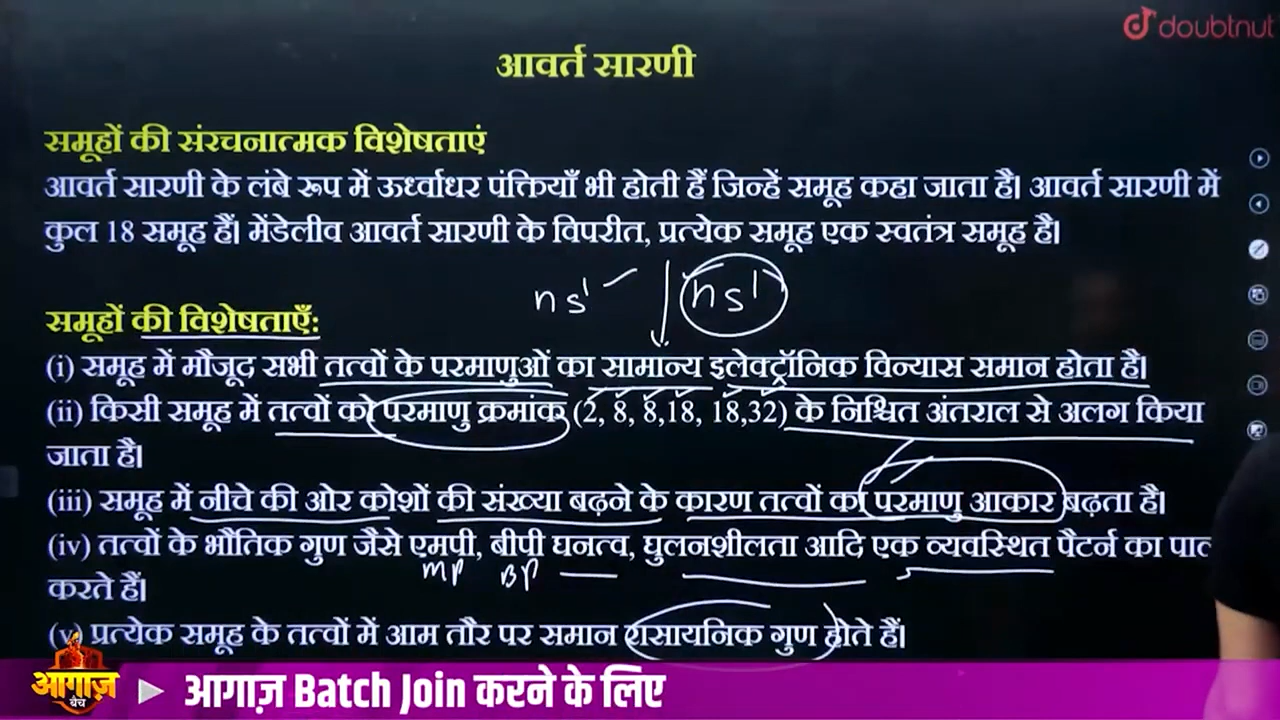 doubtnut
आवर्त सारणी
समूहों की संरचनात्मक विशेषताएं
आवर्त सारणी के लंबे रूप में ऊर्ध्वाधर पंक्तियाँ भी होती हैं जिन्हें समूह कहा जाता है। आवर्त सारणी में
कुल 18 समूह हैं। मेंडेलीव आवर्त सारणी के विपरीत, प्रत्येक समूह एक स्वतंत्र समूह है।
ns¹ ns¹
समूहों की विशेषताएँ:
(i) समूह में मौजूद सभी तत्वों के परमाणुओं का सामान्य इलेक्ट्रॉनिक विन्यास समान होता है।
(ii) किसी समूह में तत्वों को परमाणु क्रमांक (2, 8, 8,18, 18,32) के निश्चित अंतराल से अलग किया
जाता है।
(iii) समूह में नीचे की ओर कोशों की संख्या बढ़ने के कारण तत्वों का परमाणु आकार बढ़ता है।
(iv) तत्वों के भौतिक गुण जैसे एमपी, बीपी घनत्व, घुलनशीलता आदि एक व्यवस्थित पैटर्न का पाल
MP BP
करते हैं।
(v) प्रत्येक समूह के तत्वों में आम तौर पर समान रासायनिक गुण होते हैं।
आगाज़ बैच
आगाज़ Batch Join करने के लिए